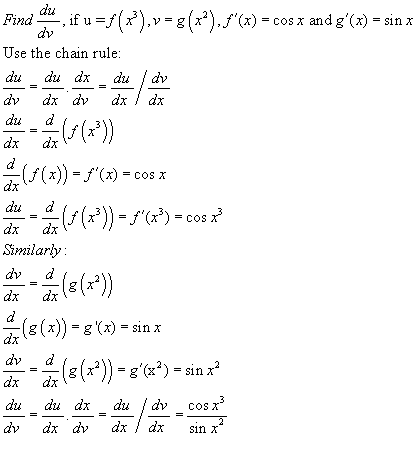 Find du/dv, if u = f(x³), v = g(x²), f′(x) = cos x and g′(x) = sin x
Use the chain rule:
du/dv = du/dx . dx/dv = du/dx / dv/dx
du/dx = d/dx (f(x³))
d/dx (f(x)) = f′(x) = cos x
du/dx = d/dx (f(x³)) = f′(x³) = cos x³
Similarly:
dv/dx = d/dx (g(x²))
d/dx (g(x)) = g'(x) = sin x
dv/dx = d/dx (g(x²)) = g′(x²) = sin x²
du/dv = du/dx . dx/dv = du/dx / dv/dx = cos x³/sin x²